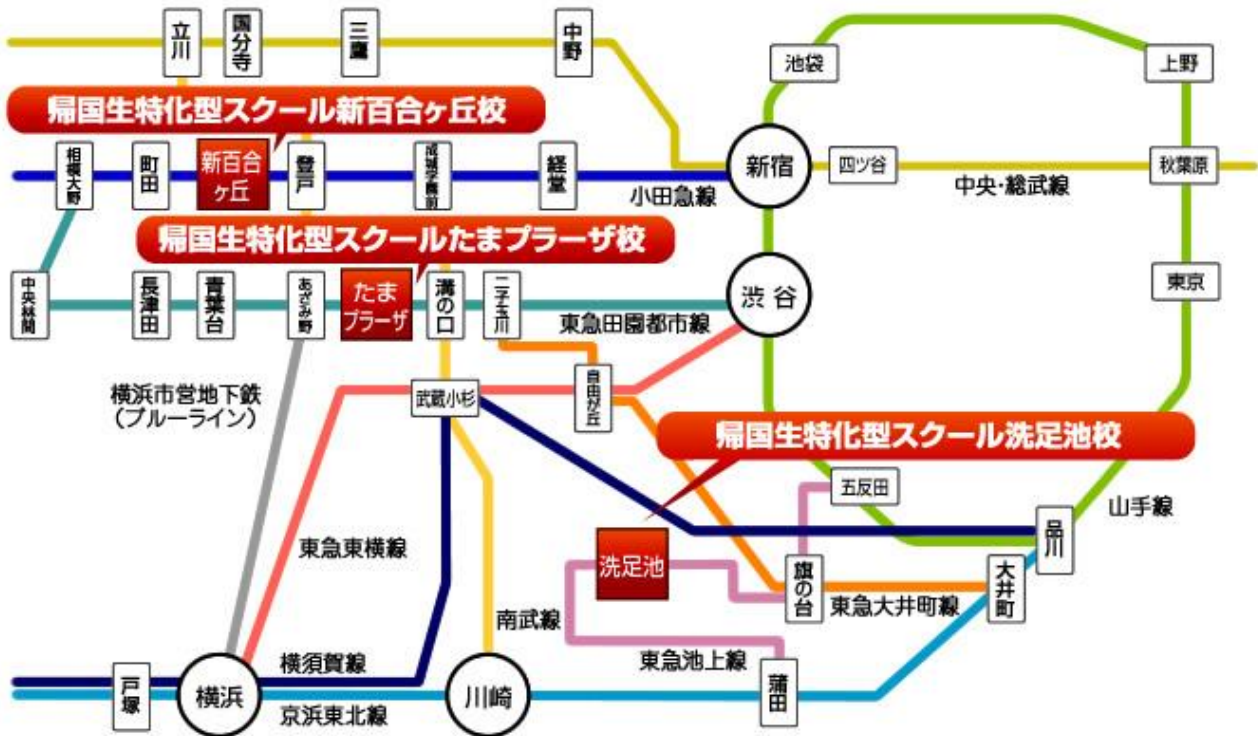 立川
国分寺
三鷹
中野
池袋
上野
帰国生特化型スクール新百合ヶ丘校
相模大野
町田
新百合
ヶ丘
登戸
成城学園前
経堂
小田急線
新宿
四ツ谷
中央・総武線
秋葉原
帰国生特化型スクールたまプラーザ校
中央林間
長津田
青葉台
あざみ野
たま
プラーザ
溝の口
二子玉川
東急田園都市線
渋谷
東京
横浜市営地下鉄
(ブルーライン)
武蔵小杉
自由が丘
帰国生特化型スクール洗足池校
五反田
山手線
品川
東急東横線
洗足池
旗の台
大井町
東急大井町線
南武線
横須賀線
東急池上線
戸塚
横浜
川崎
蒲田
京浜東北線